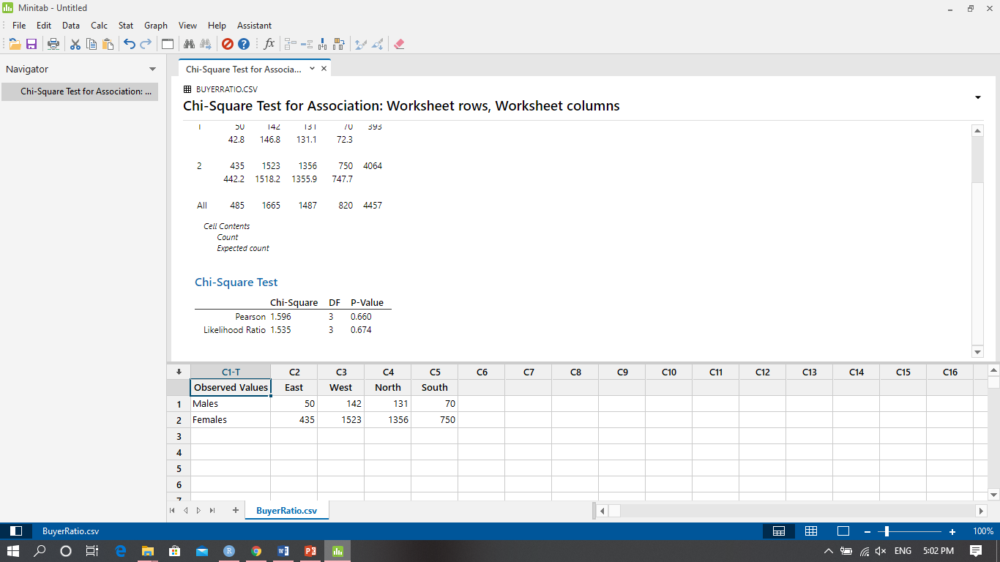 Minitab - Untitled
File Edit Data Calc Stat Graph View Help Assistant
Navigator
Chi-Square Test for Association: ...
Chi-Square Test for Associa...
BUYERRATIO.CSV
Chi-Square Test for Association: Worksheet rows, Worksheet columns
1 50 142 131 70 393
42.8 146.8 131.1 72.3
2 435 1523 1356 750 4064
442.2 1518.2 1355.9 747.7
All 485 1665 1487 820 4457
Cell Contents
Count
Expected count
Chi-Square Test
Chi-Square DF P-Value
Pearson 1.596 3 0.660
Likelihood Ratio 1.535 3 0.674
C1-T C2 C3 C4 C5 C6 C7 C8 C9 C10 C11 C12 C13 C14 C15 C16
Observed Values East West North South
1 Males 50 142 131 70
2 Females 435 1523 1356 750
3
4
5
6
7
BuyerRatio.csv
BuyerRatio.csv 100%
ENG 5:02 PM